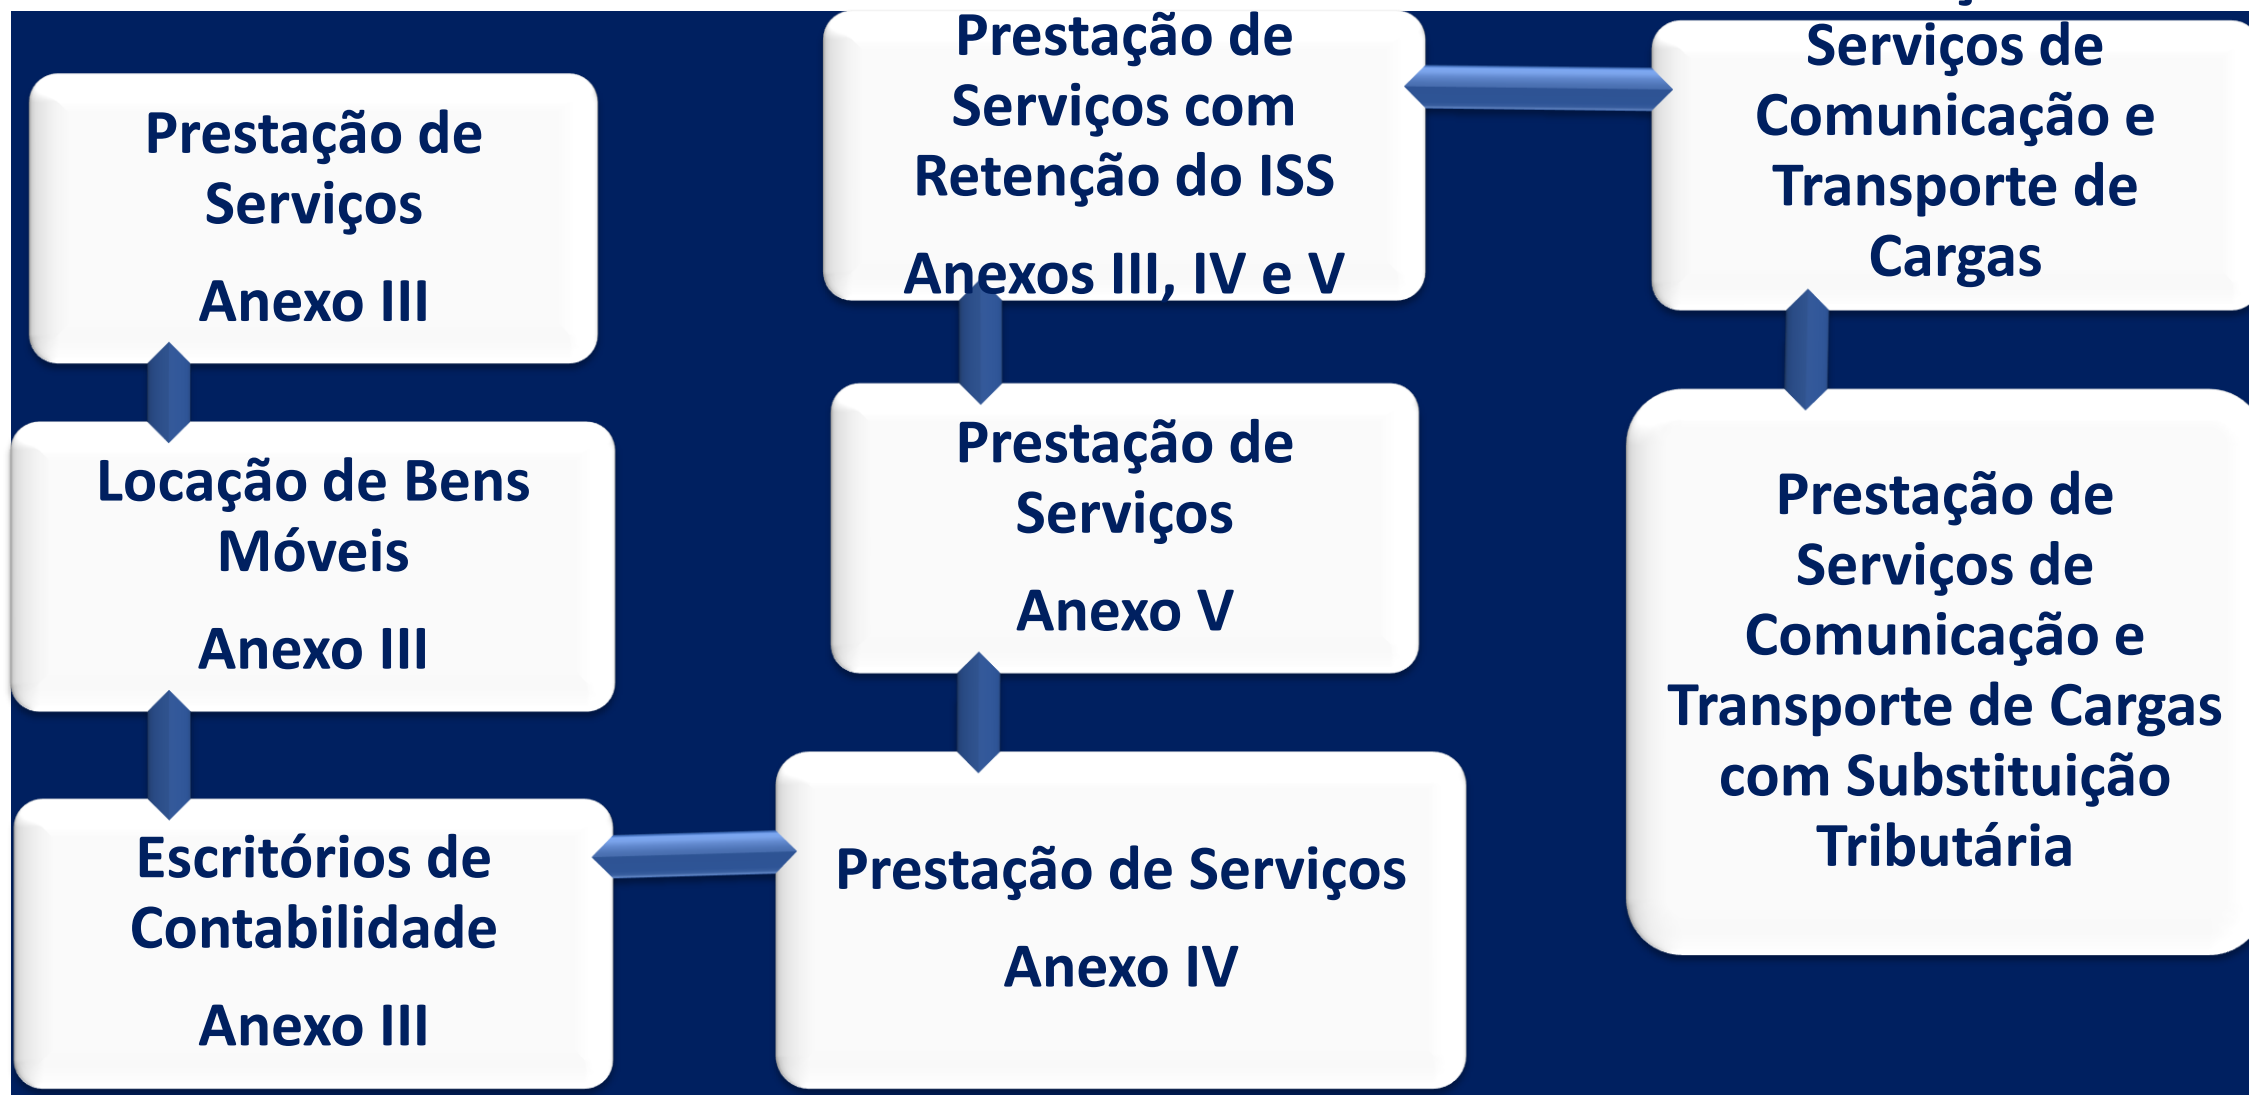 Prestação de
Serviços
Anexo III
Locação de Bens
Móveis
Anexo III
Escritórios de
Contabilidade
Anexo III
Prestação de Serviços
Anexo IV
Prestação de
Serviços
Anexo V
Prestação de
Serviços com
Retenção do ISS
Anexos III, IV e V
Serviços de
Comunicação e
Transporte de
Cargas
Prestação de
Serviços de
Comunicação e
Transporte de Cargas
com Substituição
Tributária